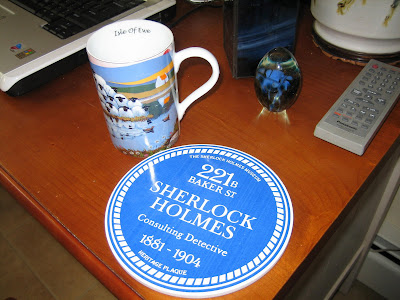 Isle Of Ewe
THE SHERLOCK HOLMES MUSEUM
221B
BAKER ST
SHERLOCK
HOLMES
Consulting Detective
1881-1904
HERITAGE PLAQUE